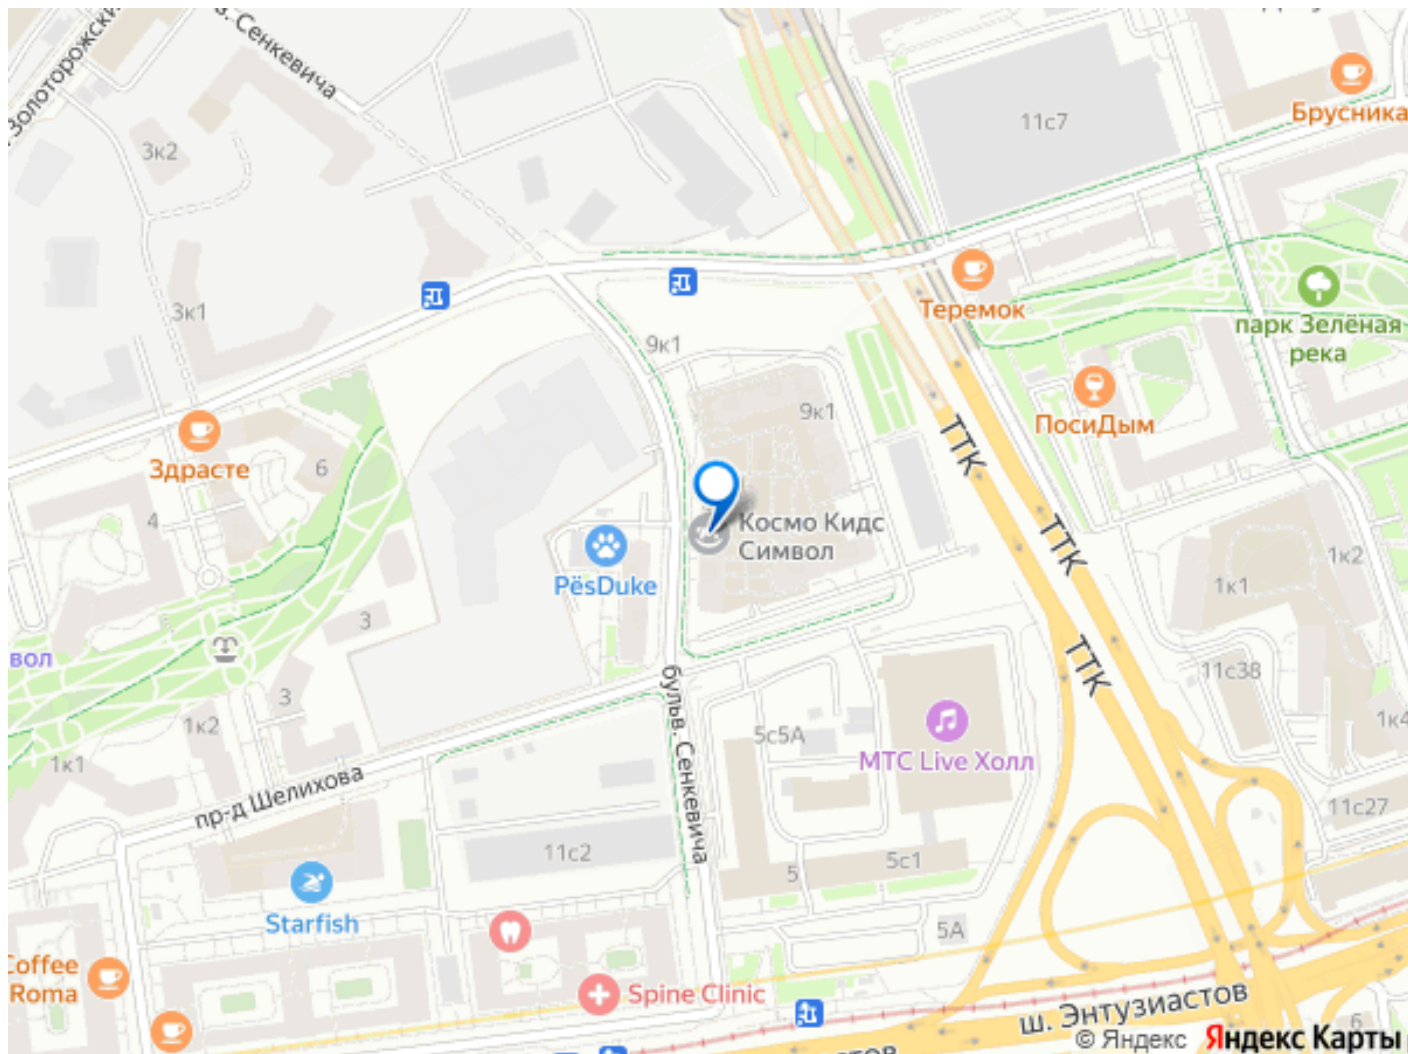 Золоторожски
в. Сенкевича
3к2
11с7
Брусника
3к1
9к1
Теремок
парк Зелёная
река
9к1
ПосиДым
ТТК
Здрасте
6
4
Космо Кидс
Символ
ТТК
PёsDuke
1к2
1к1
3
вол
ТТК
11с38
3
бульв. Сенкевича
1к2
5с5А
МТС Live Холл
1к4
1к1
пр-д Шелихова
11с27
11с2
5с1
5
Starfish
5А
Coffee
Roma
Spine Clinic
ш. Энтузиастов
6
© Яндекс Яндекс Карты